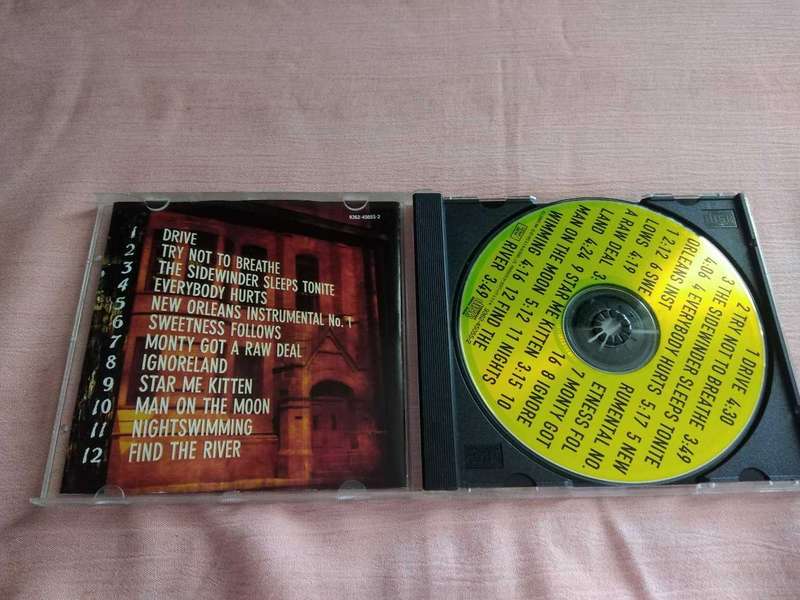 9362-45055-2
1 DRIVE
2 TRY NOT TO BREATHE
3 THE SIDEWINDER SLEEPS TONITE
4 EVERYBODY HURTS
5 NEW ORLEANS INSTRUMENTAL No. 1
6 SWEETNESS FOLLOWS
7 MONTY GOT A RAW DEAL
8 IGNORELAND
9 STAR ME KITTEN
10 MAN ON THE MOON
11 NIGHTSWIMMING
12 FIND THE RIVER
1 DRIVE 4:30
2 TRY NOT TO BREATHE 3:49
3 THE SIDEWINDER SLEEPS TONITE
4:06 4 EVERYBODY HURTS 5:17 5 NEW
ORLEANS INST RUMENTAL NO.
1 2:12 6 SWE ETNESS FOL
LOWS 4:19 7 MONTY GOT
A RAW DEAL 3: 16 8 IGNORE
LAND 4:24 9 STAR ME KITTEN 3:15 10
MAN ON THE MOON 5:12 11 NIGHTS
WIMMING 4:16 12 FIND THE
RIVER 3:49